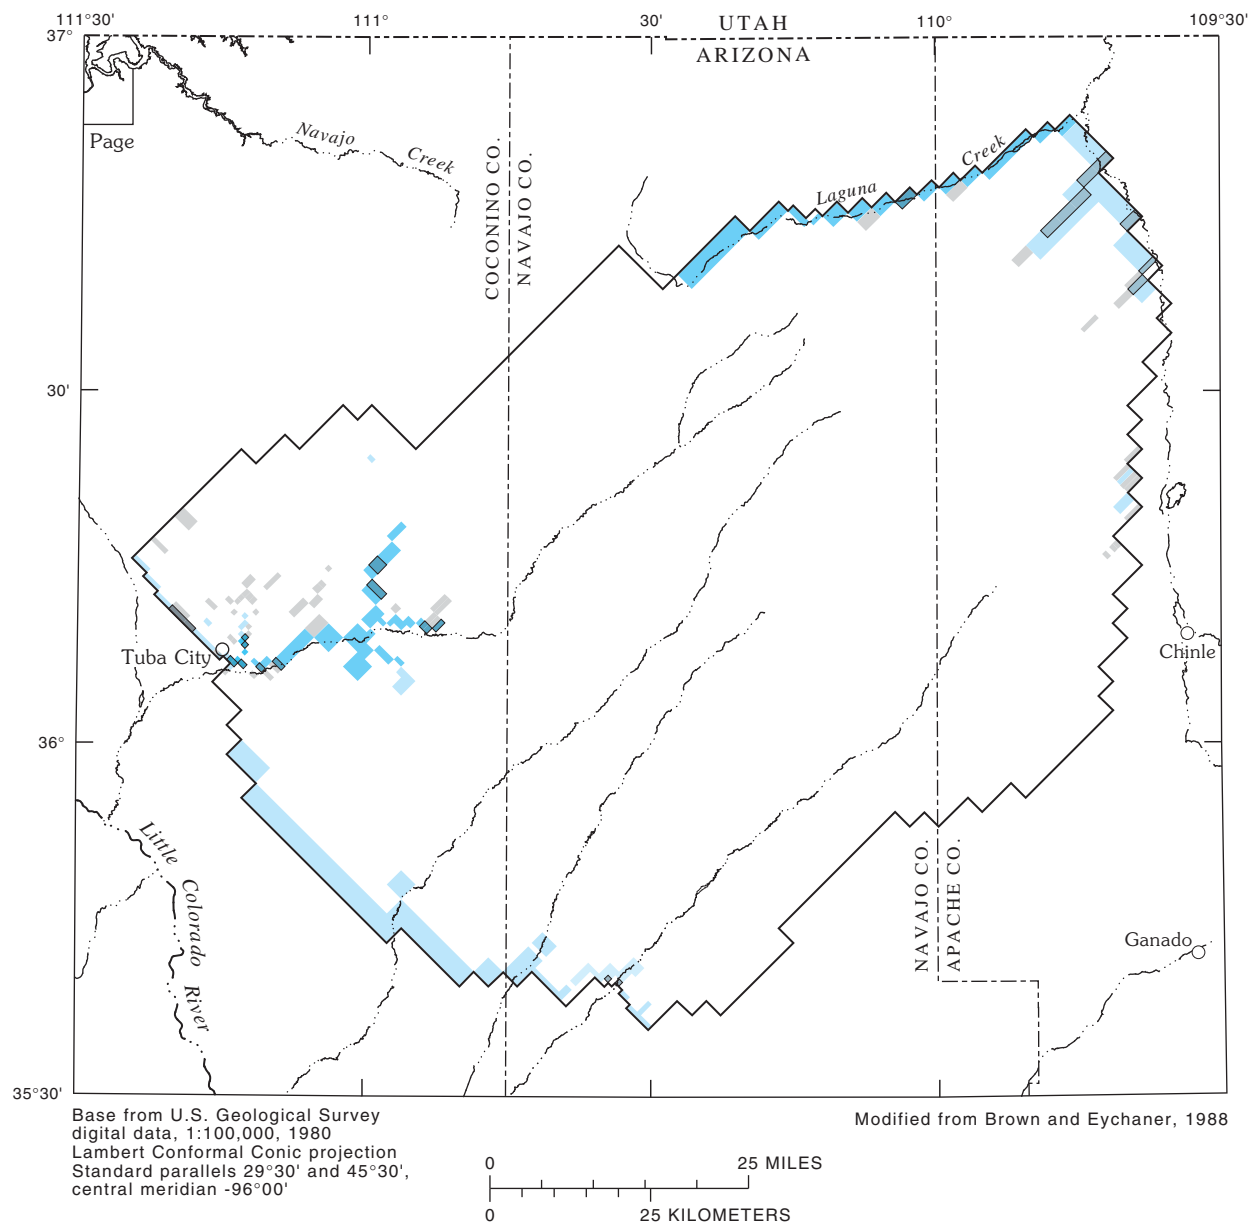 111°30'
111°
30'
110°
109°30'
UTAH
ARIZONA
37°
Page
Navajo
Creek
COCONINO CO.
NAVAJO CO.
Laguna
Creek
30'
Tuba City
Chinle
36°
Little
Colorado
River
NAVAJO CO.
APACHE CO.
Ganado
35°30'
Base from U.S. Geological Survey
digital data, 1:100,000, 1980
Lambert Conformal Conic projection
Standard parallels 29°30' and 45°30',
central meridian -96°00'
Modified from Brown and Eychaner, 1988
0
25 MILES
0
25 KILOMETERS